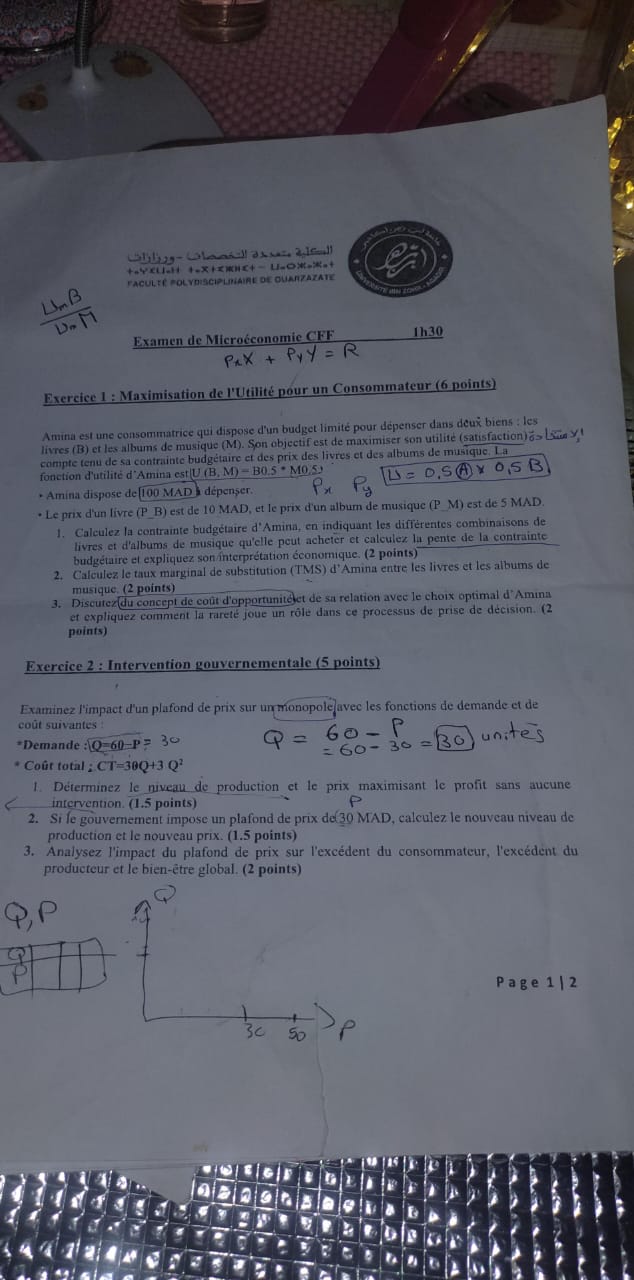 الكلية متعددة التخصصات - ورزازات
FACULTÉ POLYDISCIPLINAIRE DE OUARZAZATE
UNIVERSITÉ IBN ZOHR - AGADIR
UmB
UmM
Examen de Microéconomie CFF 1h30
PxX + PyY = R
Exercice 1 : Maximisation de l'Utilité pour un Consommateur (6 points)
Amina est une consommatrice qui dispose d'un budget limité pour dépenser dans deux biens : les
livres (B) et les albums de musique (M). Son objectif est de maximiser son utilité (satisfaction)
compte tenu de sa contrainte budgétaire et des prix des livres et des albums de musique. La
fonction d'utilité d'Amina est U (B, M) = B0.5 * M0.5.
U = 0,5 A x 0,5 B
• Amina dispose de 100 MAD à dépenser.
Px Py
• Le prix d'un livre (P_B) est de 10 MAD, et le prix d'un album de musique (P_M) est de 5 MAD.
1. Calculez la contrainte budgétaire d'Amina, en indiquant les différentes combinaisons de
livres et d'albums de musique qu'elle peut acheter et calculez la pente de la contrainte
budgétaire et expliquez son interprétation économique. (2 points)
2. Calculez le taux marginal de substitution (TMS) d'Amina entre les livres et les albums de
musique. (2 points)
3. Discutez du concept de coût d'opportunité et de sa relation avec le choix optimal d'Amina
et expliquez comment la rareté joue un rôle dans ce processus de prise de décision. (2
points)
Exercice 2 : Intervention gouvernementale (5 points)
Examinez l'impact d'un plafond de prix sur un monopole avec les fonctions de demande et de
coût suivantes :
*Demande : Q=60-P = 30
Q = 60 - P
= 60 - 30 = 30 unités
* Coût total : CT=30Q+3 Q²
1. Déterminez le niveau de production et le prix maximisant le profit sans aucune
intervention. (1.5 points)
P
2. Si le gouvernement impose un plafond de prix de 30 MAD, calculez le nouveau niveau de
production et le nouveau prix. (1.5 points)
3. Analysez l'impact du plafond de prix sur l'excédent du consommateur, l'excédent du
producteur et le bien-être global. (2 points)
Q
Q, P
Q
P
Page 1|2
30 50 P